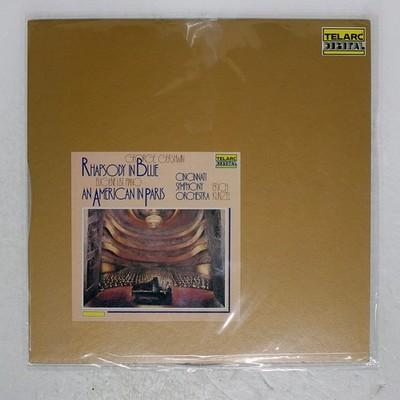 TELARC
DIGITAL
GEORGE GERSHWIN
RHAPSODY IN BLUE
EUGENE LIST PIANO
AN AMERICAN IN PARIS
TELARC
DIGITAL
CINCINNATI
SYMPHONY
ORCHESTRA
ERICH
KUNZEL